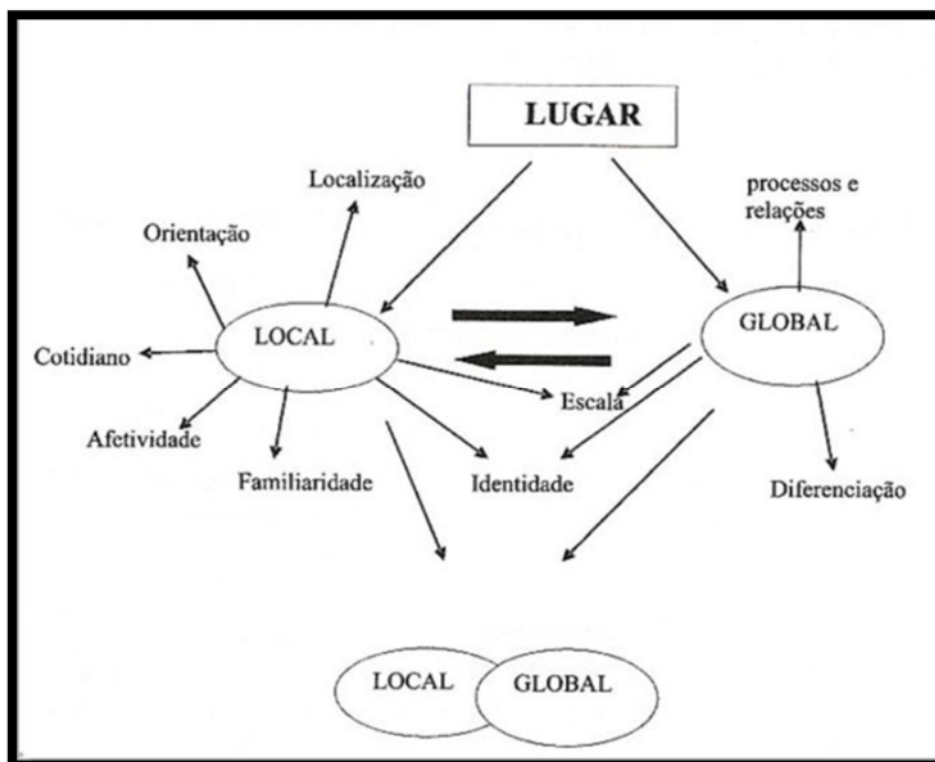 LUGAR
Localização
processos e
relações
Orientação
LOCAL
GLOBAL
Cotidiano
Escala
Afetividade
Familiaridade
Identidade
Diferenciação
LOCAL
GLOBAL